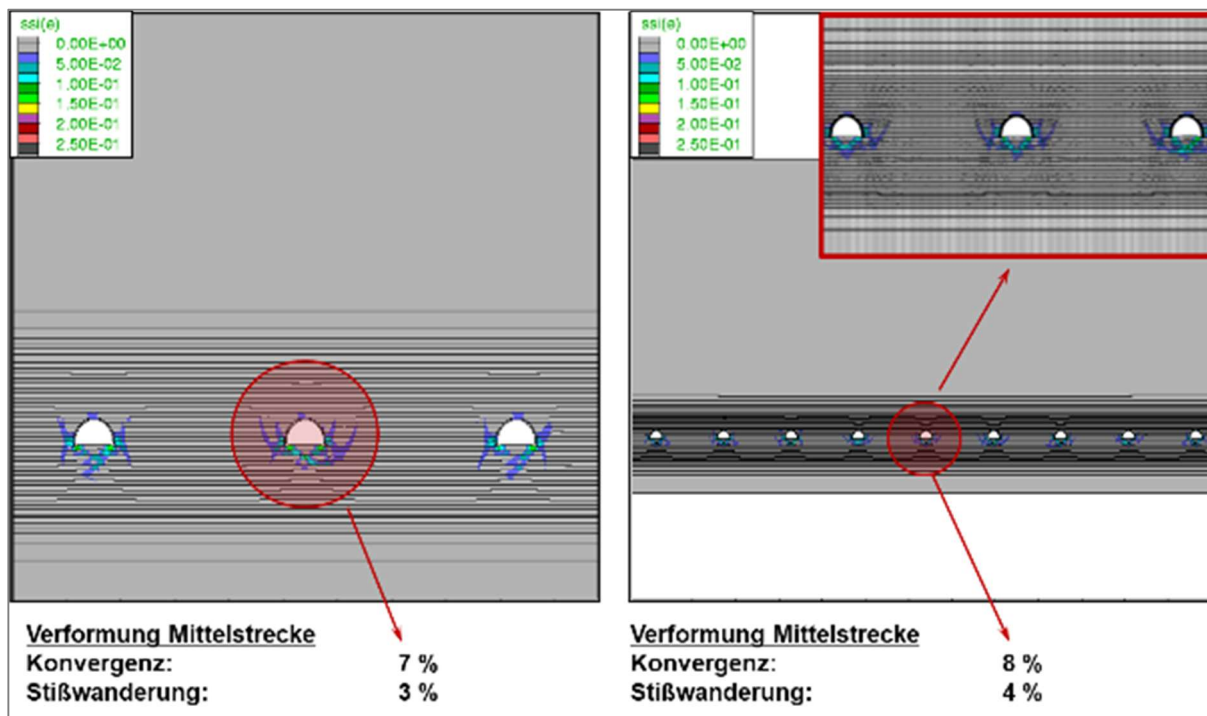 ssi(e)
0.00E+00
5.00E-02
1.00E-01
1.50E-01
2.00E-01
2.50E-01
Verformung Mittelstrecke
Konvergenz: 7 %
Stißwanderung: 3 %
ssi(e)
0.00E+00
5.00E-02
1.00E-01
1.50E-01
2.00E-01
2.50E-01
Verformung Mittelstrecke
Konvergenz: 8 %
Stißwanderung: 4 %